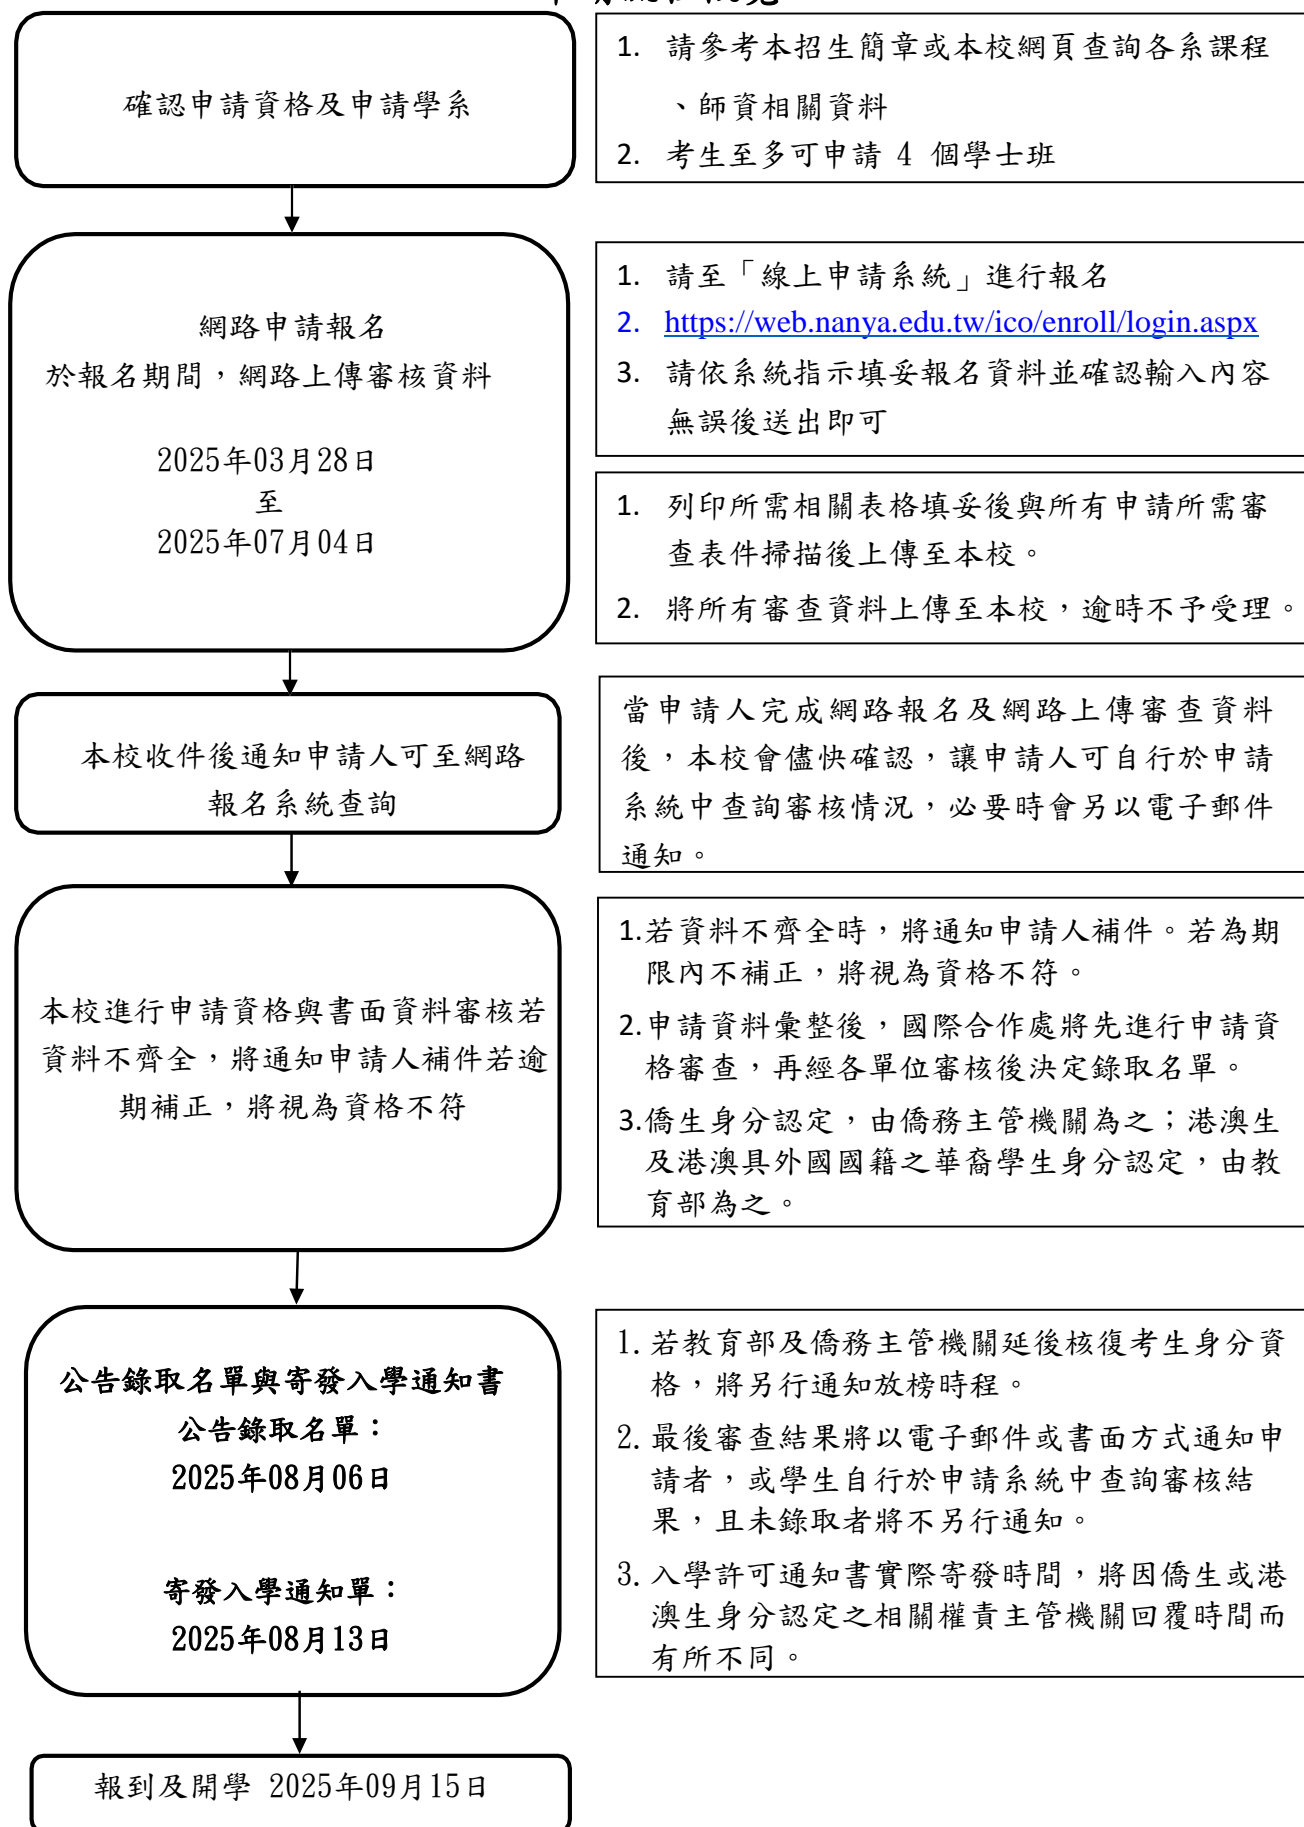 確認申請資格及申請學系
1. 請參考本招生簡章或本校網頁查詢各系課程
、師資相關資料
2. 考生至多可申請 4 個學士班
網路申請報名
於報名期間，網路上傳審核資料
2025年03月28日
至
2025年07月04日
1. 請至「線上申請系統」進行報名
2. https://web.nanya.edu.tw/ico/enroll/login.aspx
3. 請依系統指示填妥報名資料並確認輸入內容
無誤後送出即可
1. 列印所需相關表格填妥後與所有申請所需審
查表件掃描後上傳至本校。
2. 將所有審查資料上傳至本校，逾時不予受理。
本校收件後通知申請人可至網路
報名系統查詢
當申請人完成網路報名及網路上傳審查資料
後，本校會儘快確認，讓申請人可自行於申請
系統中查詢審核情況，必要時會另以電子郵件
通知。
本校進行申請資格與書面資料審核若
資料不齊全，將通知申請人補件若逾
期補正，將視為資格不符
1.若資料不齊全時，將通知申請人補件。若為期
限內不補正，將視為資格不符。
2.申請資料彙整後，國際合作處將先進行申請資
格審查，再經各單位審核後決定錄取名單。
3.僑生身分認定，由僑務主管機關為之；港澳生
及港澳具外國國籍之華裔學生身分認定，由教
育部為之。
公告錄取名單與寄發入學通知書
公告錄取名單：
2025年08月06日
寄發入學通知單：
2025年08月13日
1. 若教育部及僑務主管機關延後核復考生身分資
格，將另行通知放榜時程。
2. 最後審查結果將以電子郵件或書面方式通知申
請者，或學生自行於申請系統中查詢審核結
果，且未錄取者將不另行通知。
3. 入學許可通知書實際寄發時間，將因僑生或港
澳生身分認定之相關權責主管機關回覆時間而
有所不同。
報到及開學 2025年09月15日